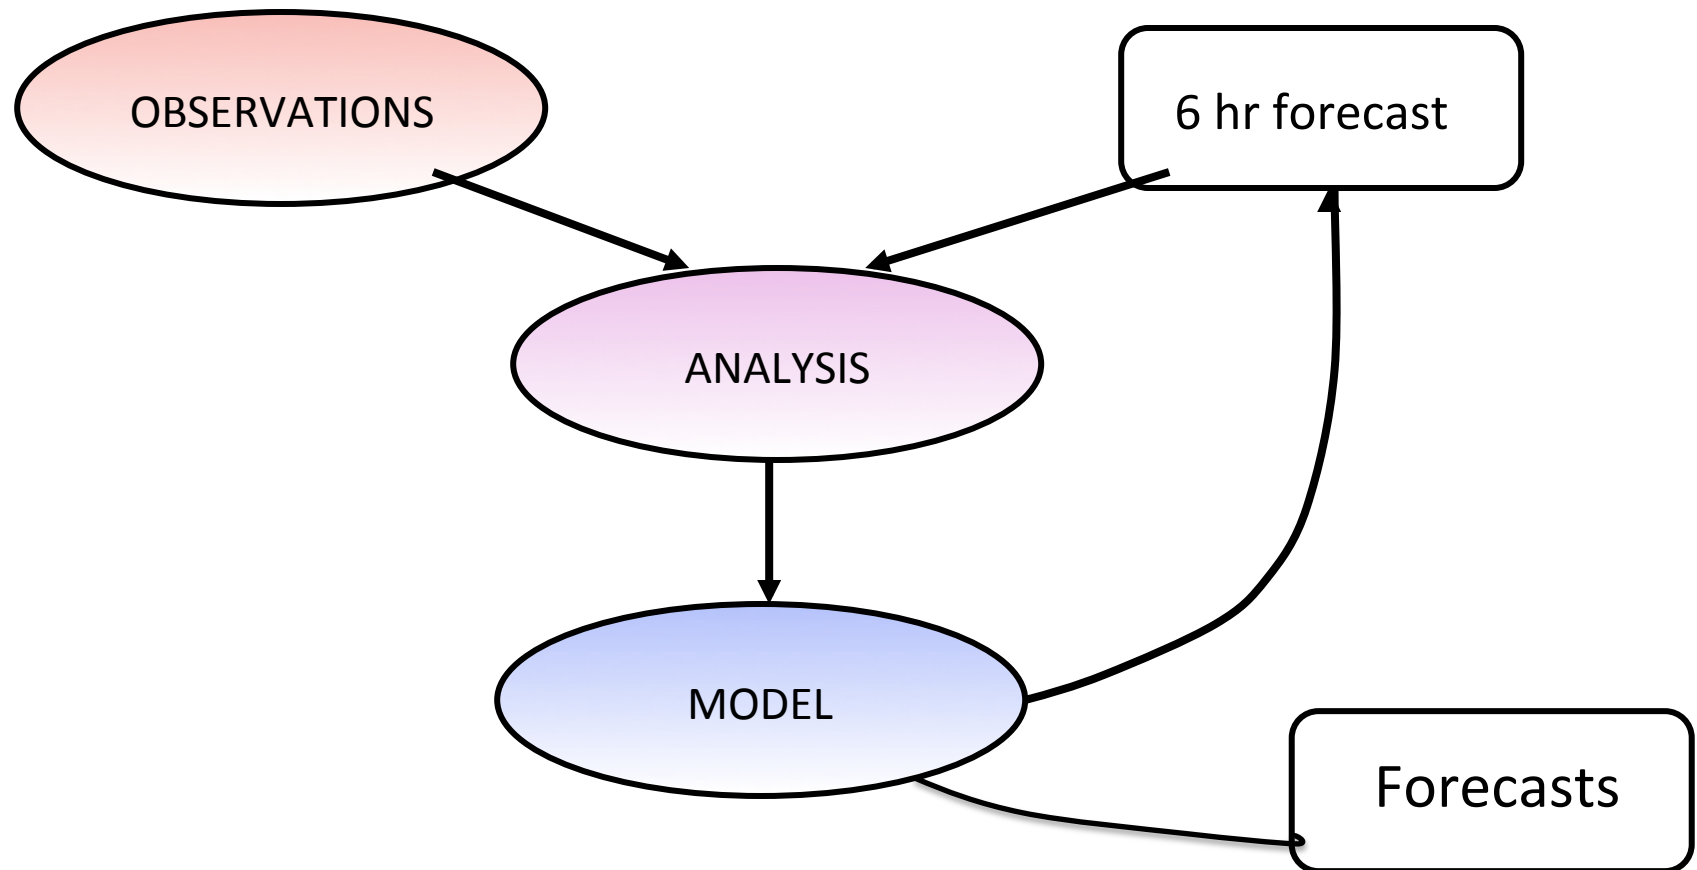 OBSERVATIONS
6 hr forecast
ANALYSIS
MODEL
Forecasts